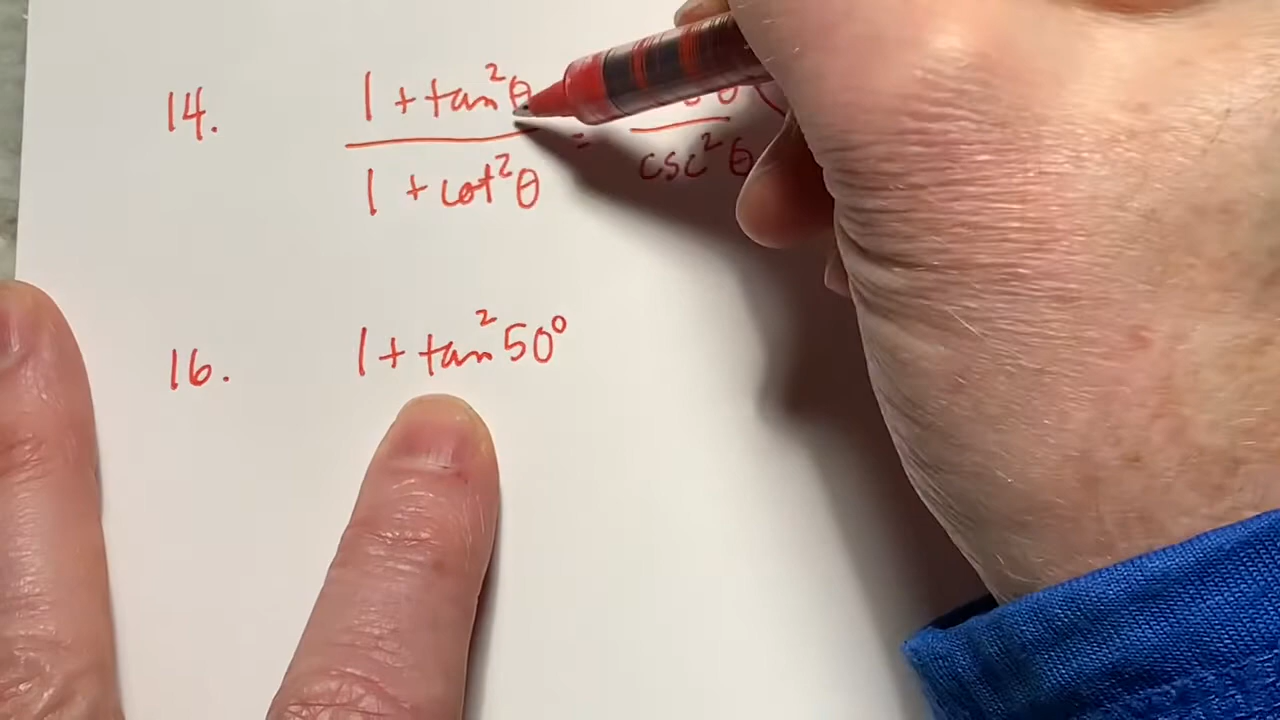 14. 1 + tan²θ / 1 + cot²θ = θ / csc²θ
16. 1 + tan²50°